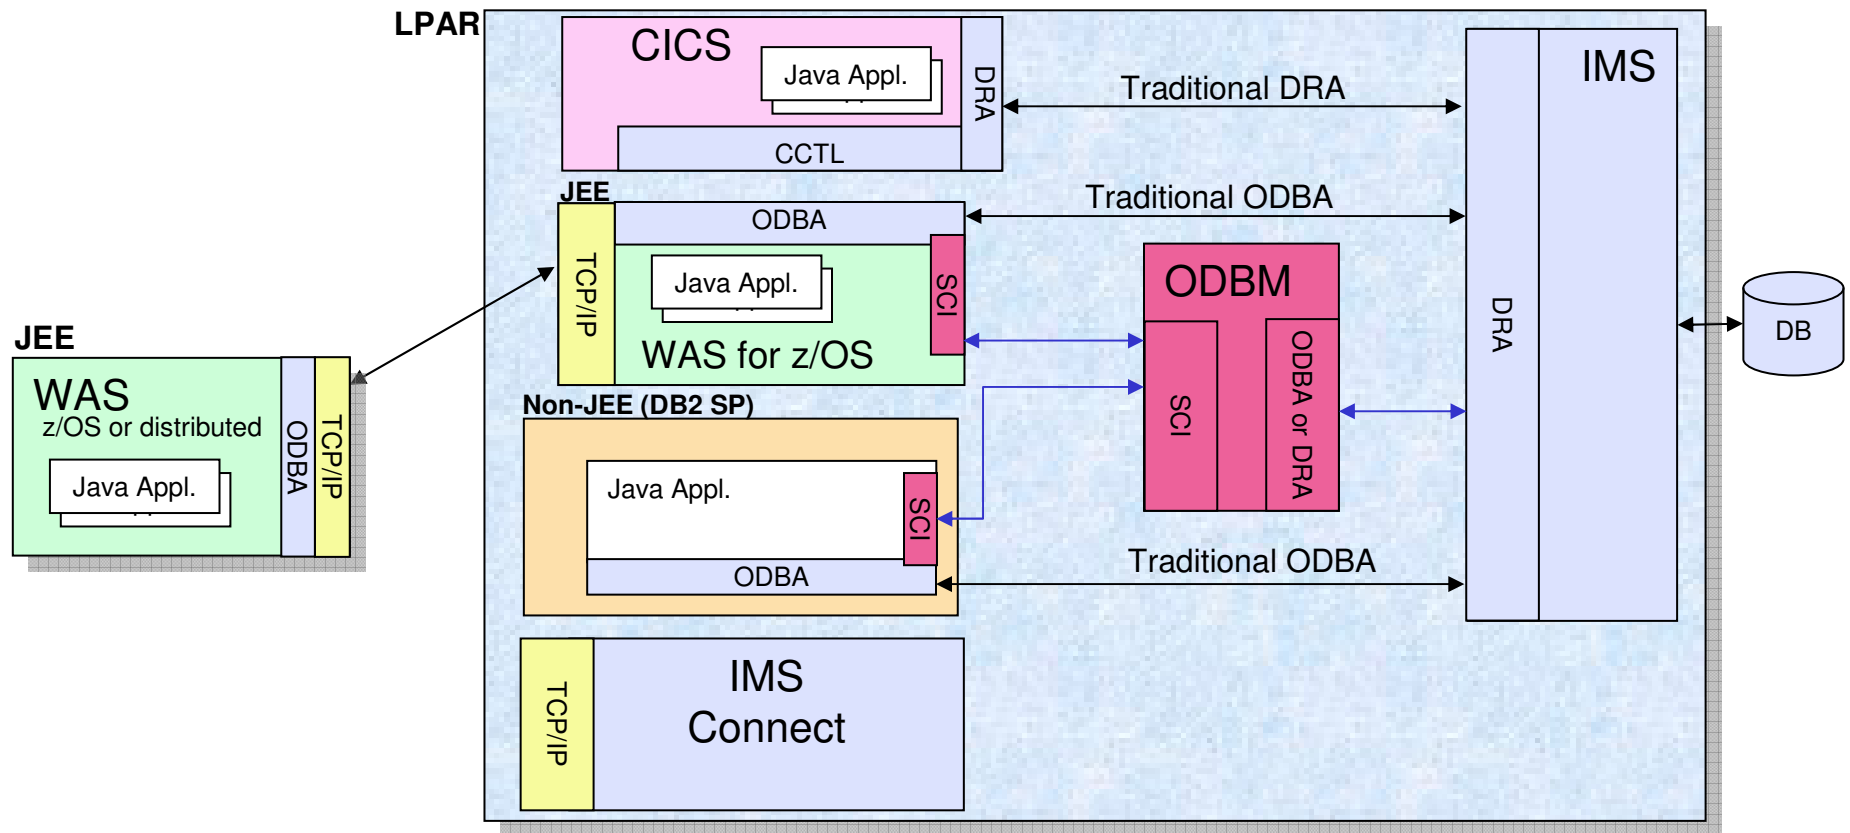 LPAR
CICS
Java Appl.
DRA
CCTL
Traditional DRA
IMS
DRA
JEE
ODBA
TCP/IP
Java Appl.
SCI
WAS for z/OS
Traditional ODBA
ODBM
SCI
ODBA or DRA
DB
JEE
WAS
z/OS or distributed
Java Appl.
ODBA
TCP/IP
Non-JEE (DB2 SP)
Java Appl.
SCI
ODBA
Traditional ODBA
TCP/IP
IMS
Connect